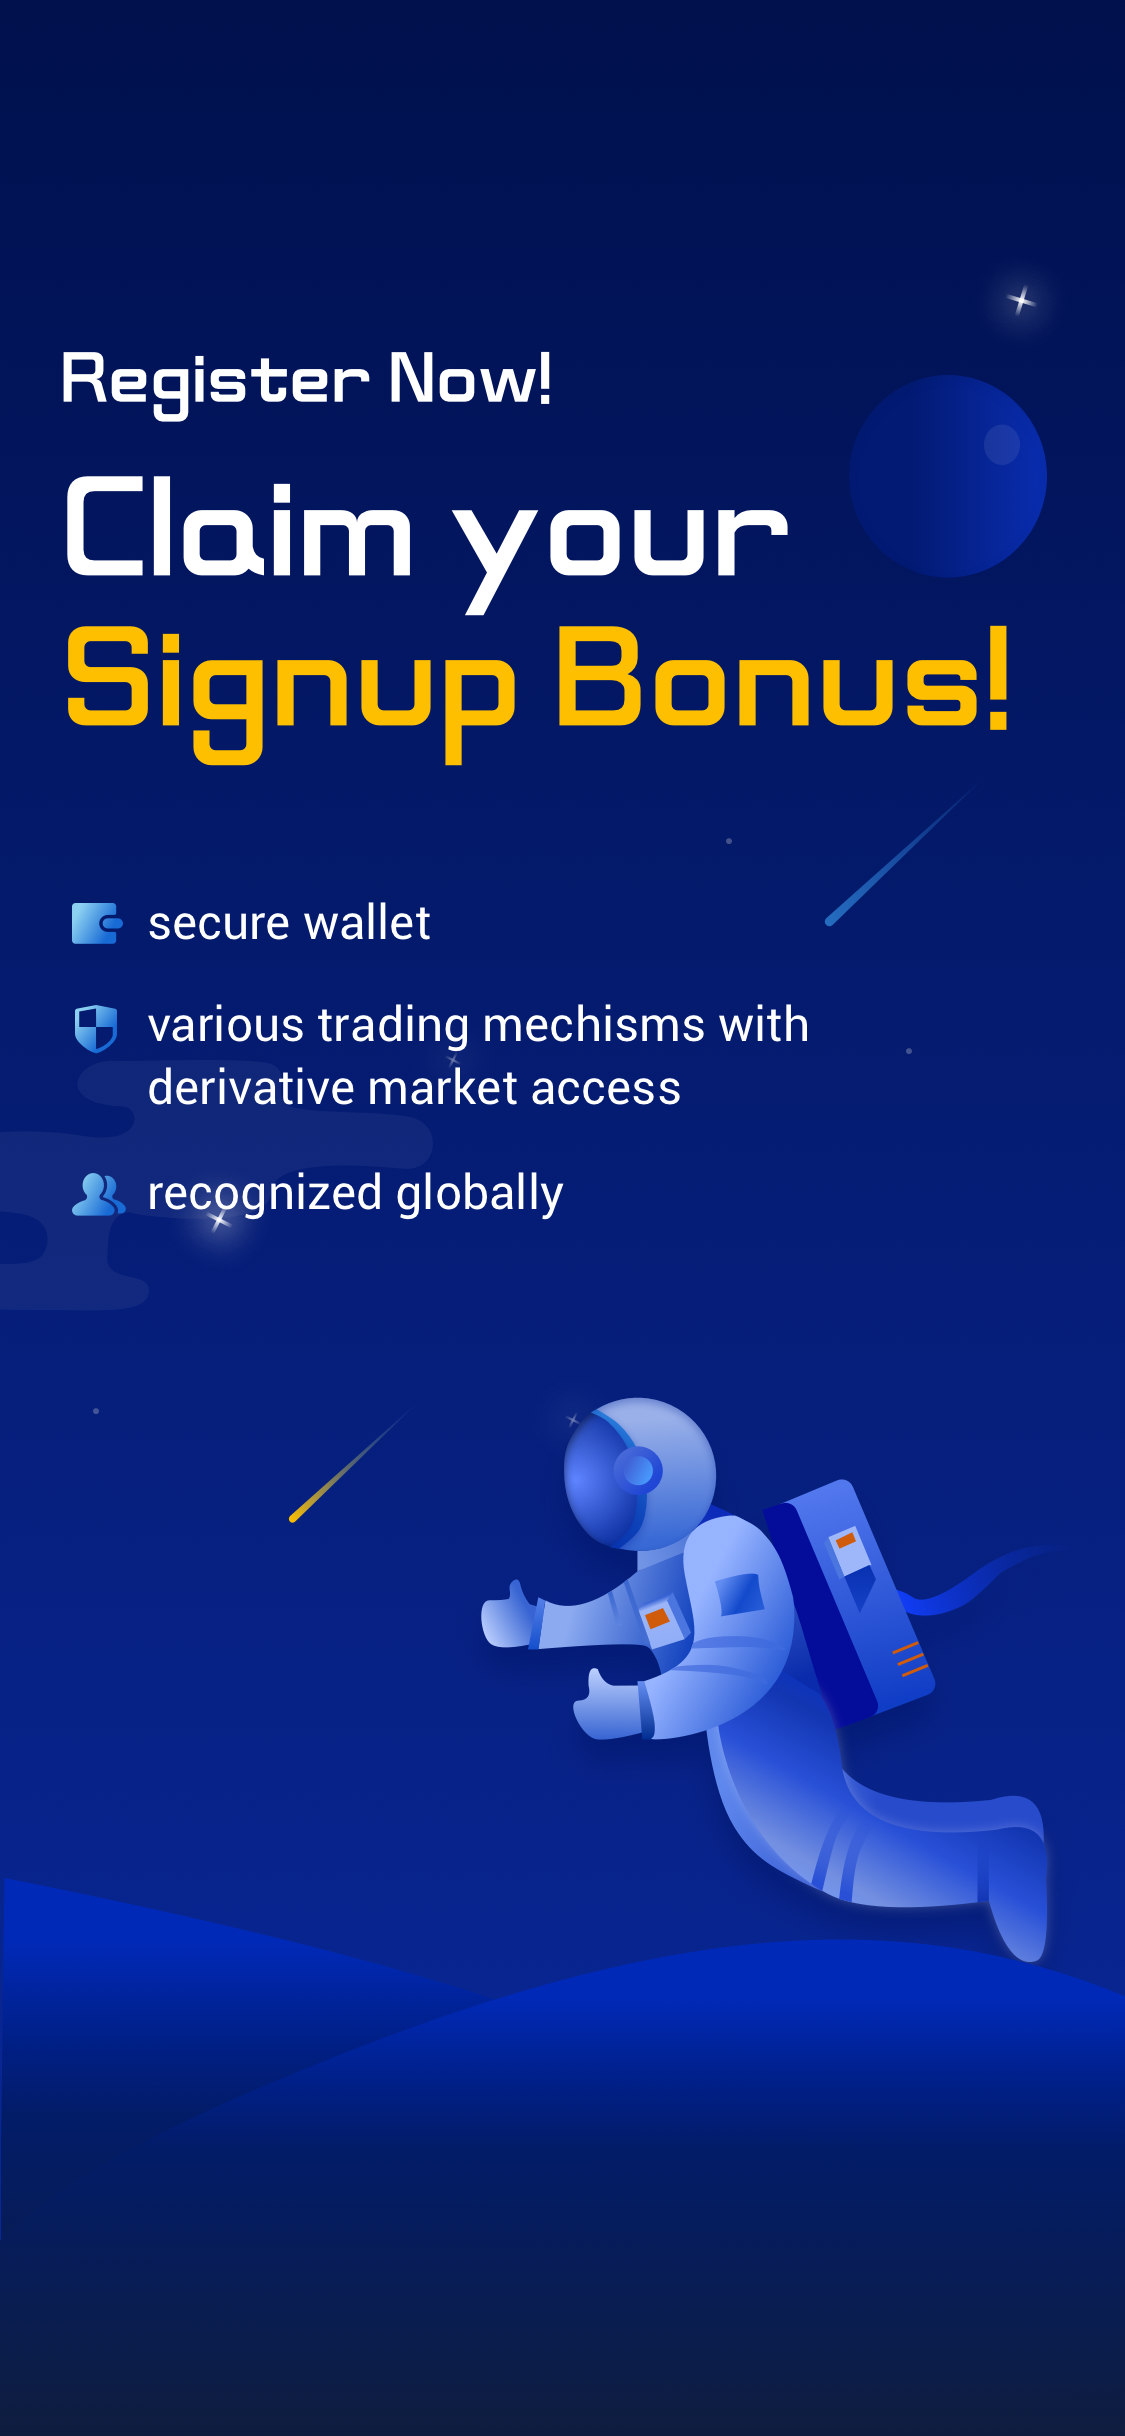 Register Now!
Claim your
Signup Bonus!
secure wallet
various trading mechisms with
derivative market access
recognized globally